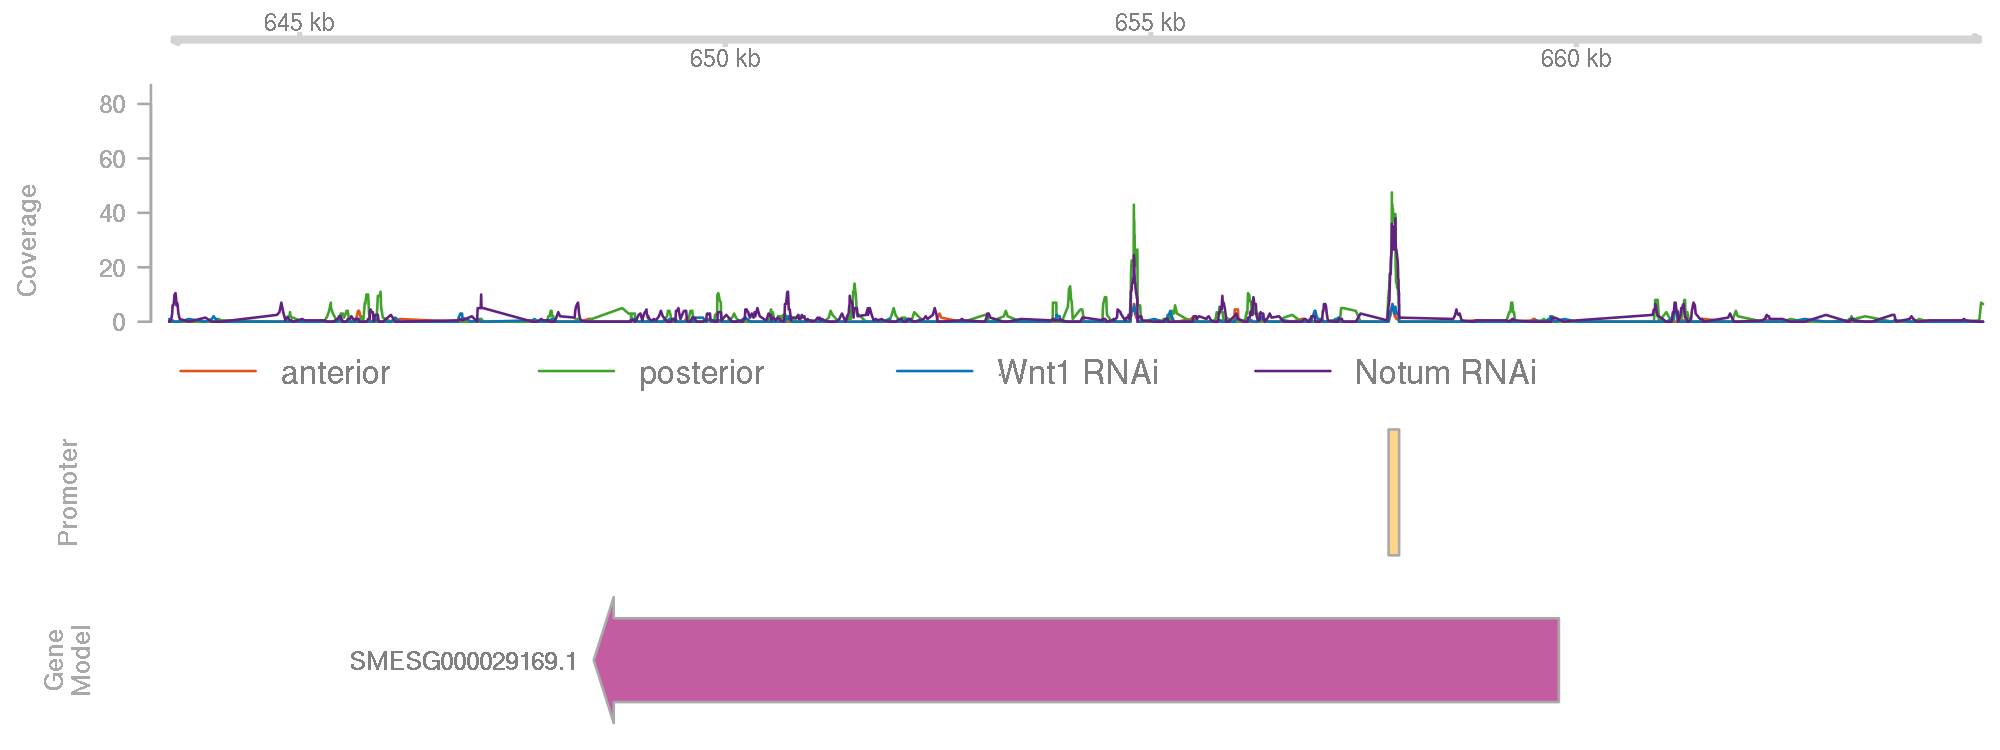 645 kb
655 kb
650 kb
660 kb
Coverage
80
60
40
20
0
anterior
posterior
Wnt1 RNAi
Notum RNAi
Promoter
Gene
Model
SMESG000029169.1